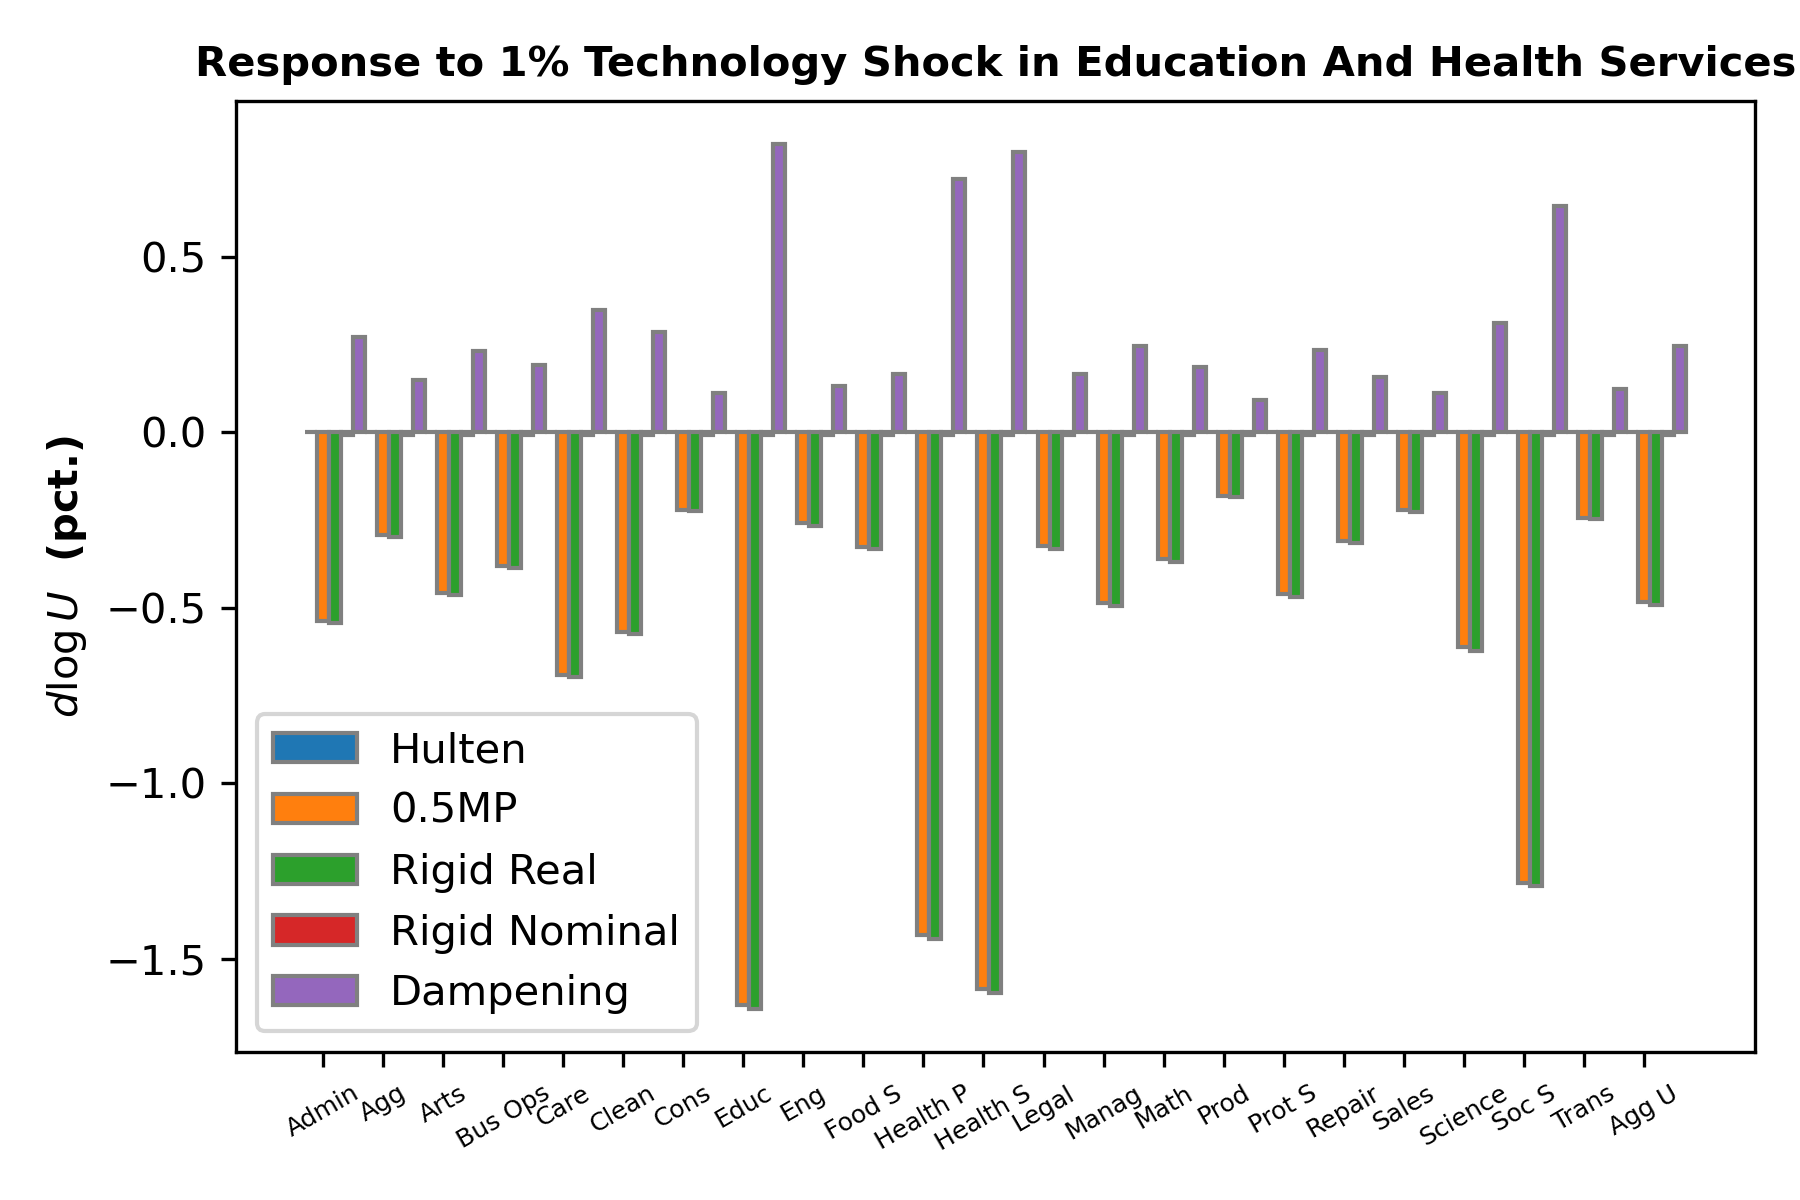 Response to 1% Technology Shock in Education And Health Services
d log U (pct.)
0.5
0.0
−0.5
−1.0
−1.5
Hulten
0.5MP
Rigid Real
Rigid Nominal
Dampening
Admin
Agg
Arts
Bus Ops
Care
Clean
Cons
Educ
Eng
Food S
Health P
Health S
Legal
Manag
Math
Prod
Prot S
Repair
Sales
Science
Soc S
Trans
Agg U